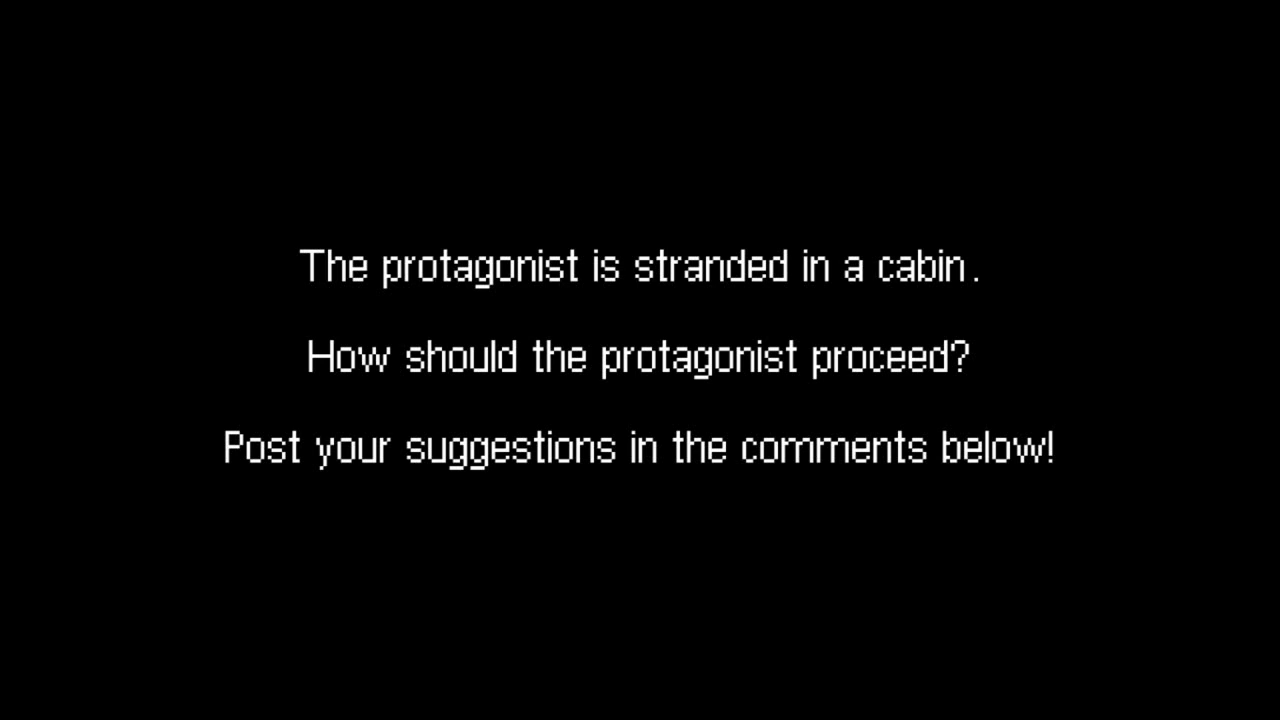 The protagonist is stranded in a cabin.
How should the protagonist proceed?
Post your suggestions in the comments below!